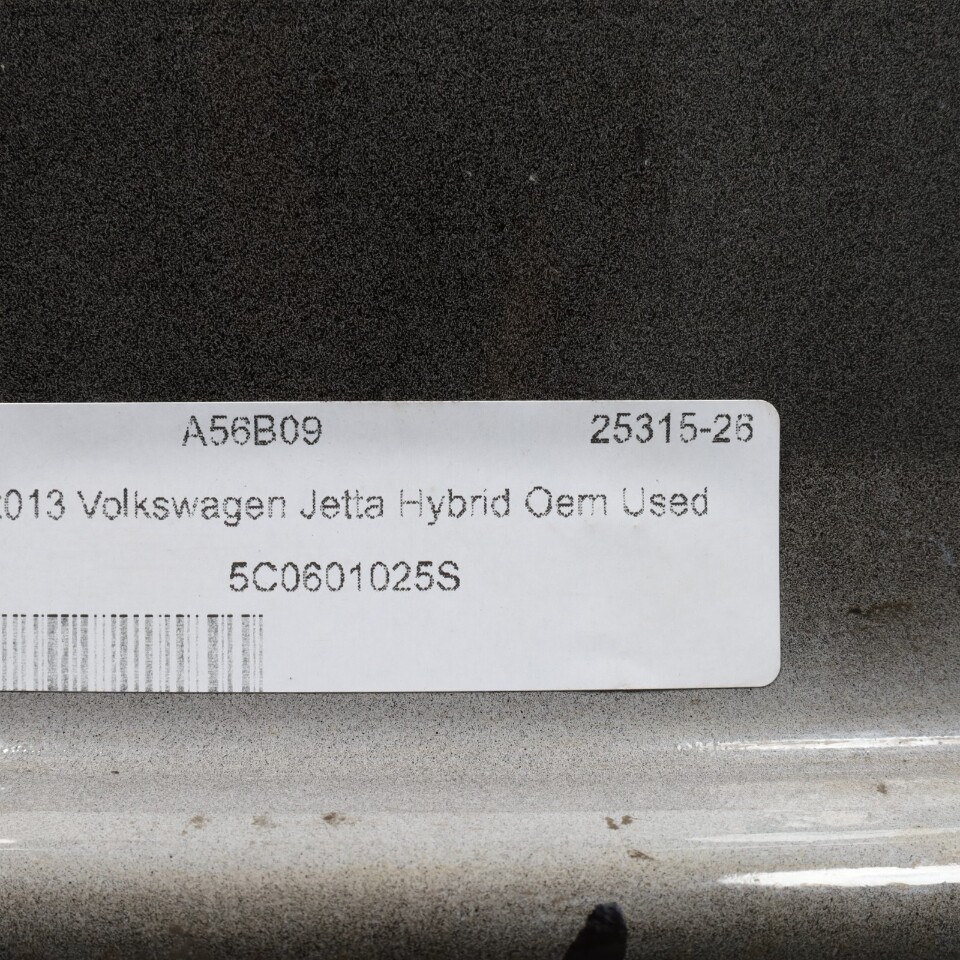 A56B09 25315-26
2013 Volkswagen Jetta Hybrid Oem Used
5C0601025S